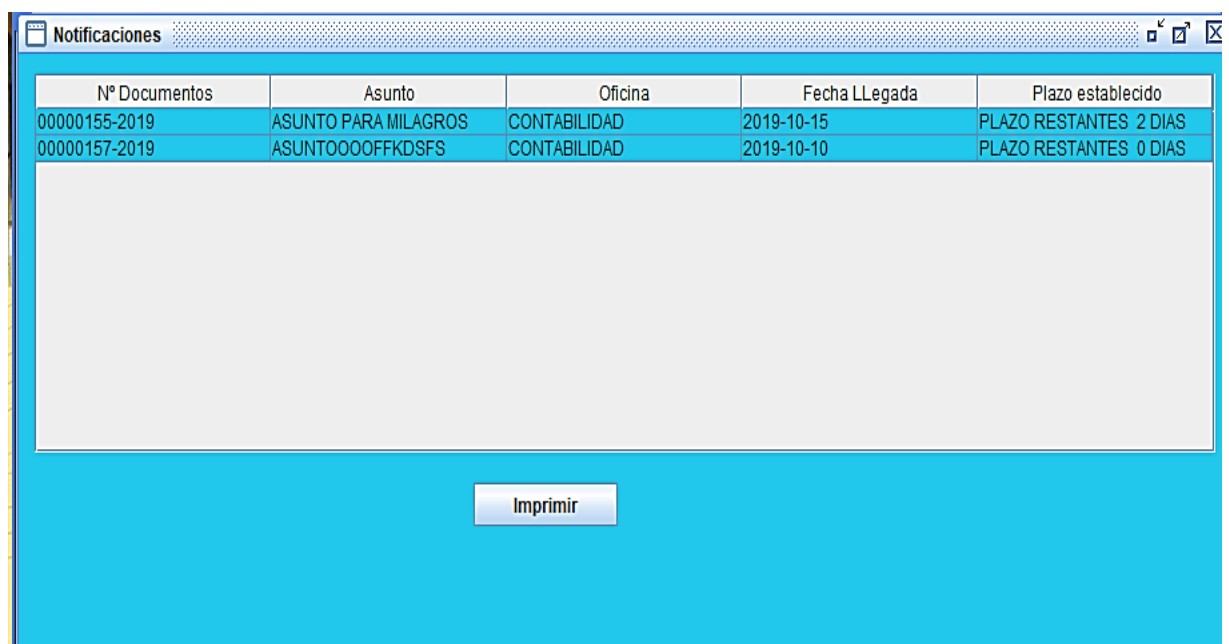 Notificaciones
Nº Documentos Asunto Oficina Fecha LLegada Plazo establecido
00000155-2019 ASUNTO PARA MILAGROS CONTABILIDAD 2019-10-15 PLAZO RESTANTES 2 DIAS
00000157-2019 ASUNTOOOOFFKDSFS CONTABILIDAD 2019-10-10 PLAZO RESTANTES 0 DIAS
Imprimir